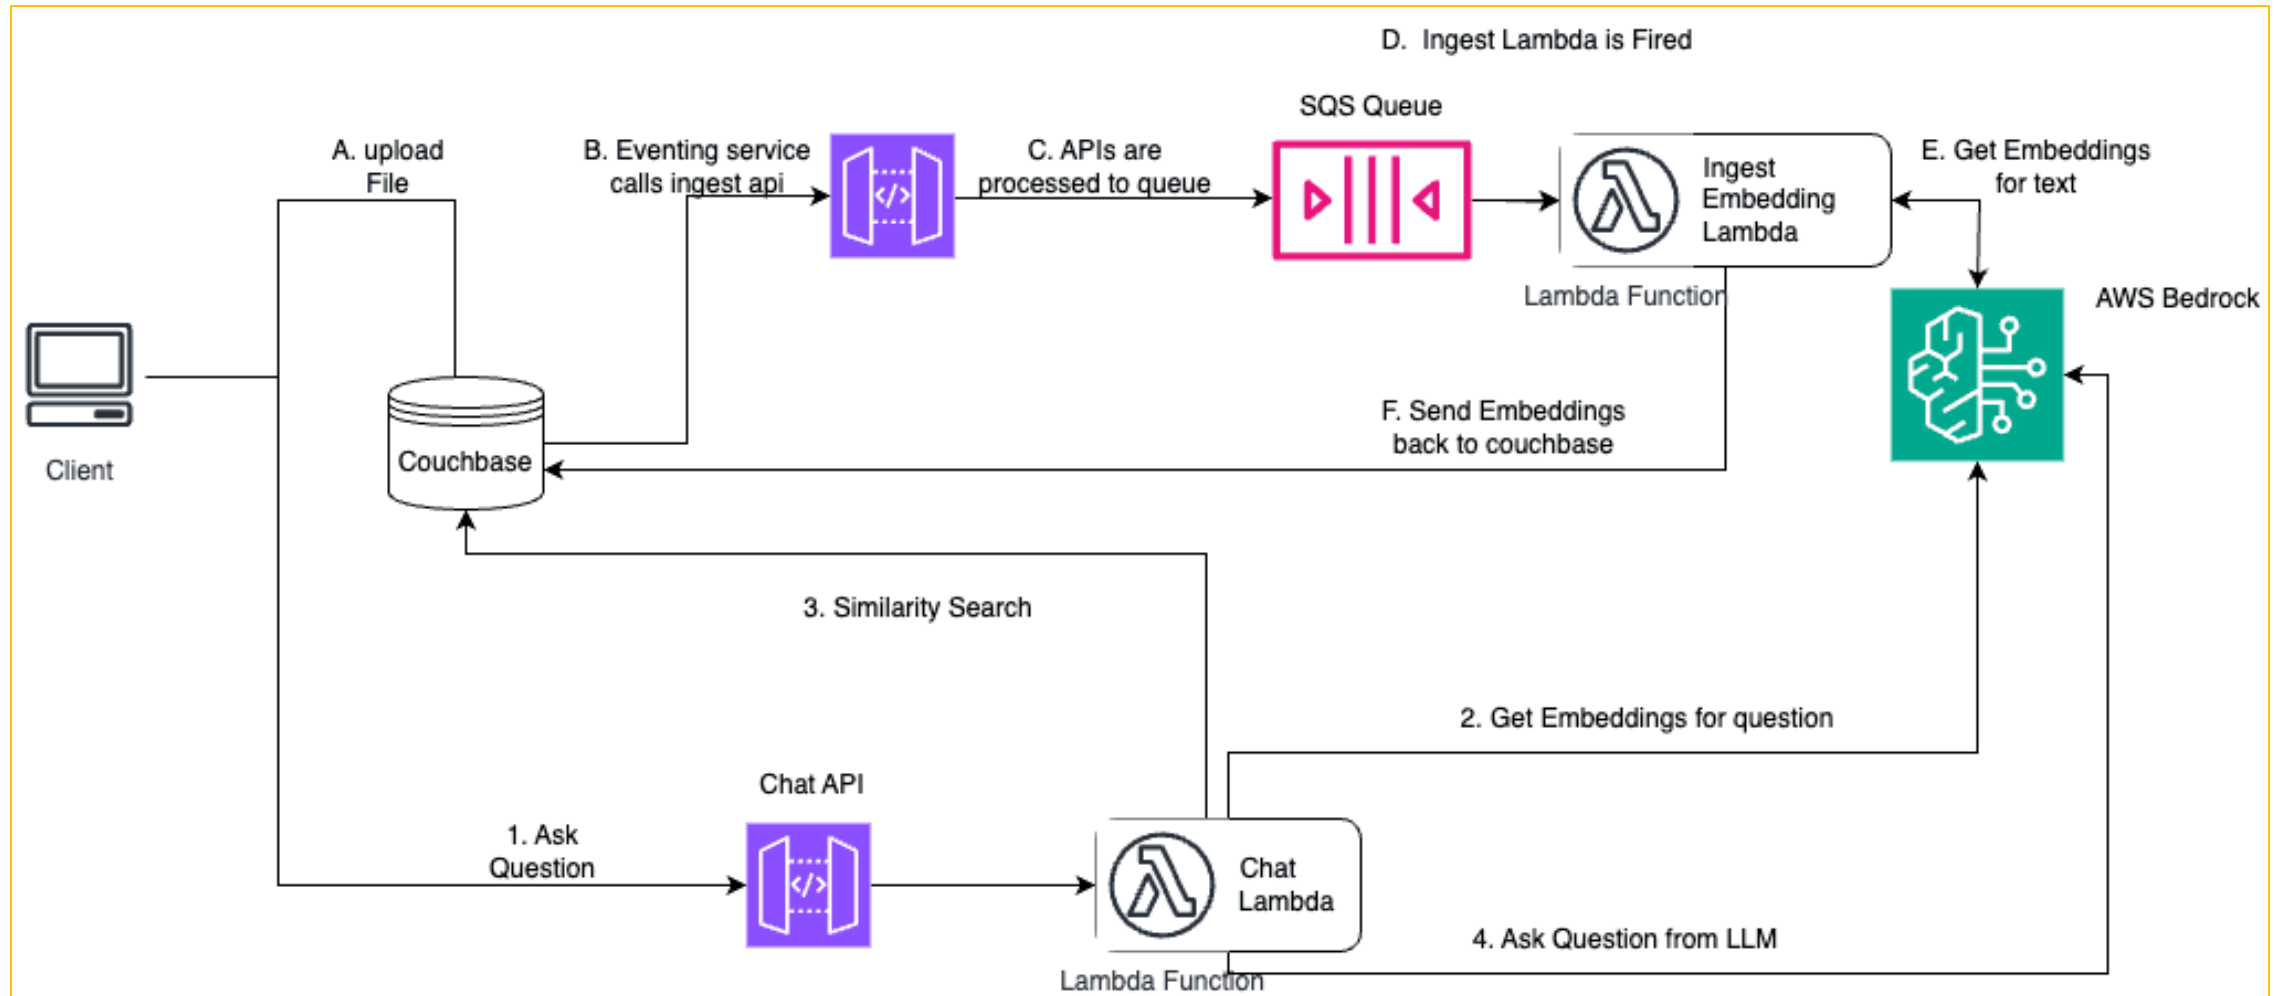 D. Ingest Lambda is Fired
SQS Queue
A. upload
File
B. Eventing service
calls ingest api
</>
C. APIs are
processed to queue
Ingest
Embedding
Lambda
E. Get Embeddings
for text
Lambda Function
AWS Bedrock
Client
Couchbase
F. Send Embeddings
back to couchbase
3. Similarity Search
2. Get Embeddings for question
Chat API
1. Ask
Question
</>
Chat
Lambda
4. Ask Question from LLM
Lambda Function